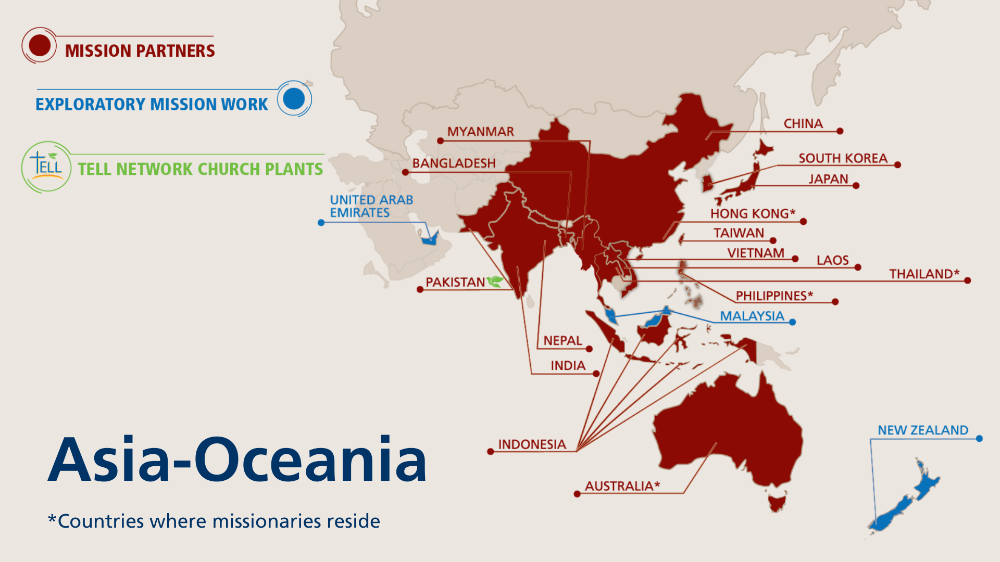 MISSION PARTNERS
EXPLORATORY MISSION WORK
TELL
TELL NETWORK CHURCH PLANTS
MYANMAR
BANGLADESH
UNITED ARAB
EMIRATES
PAKISTAN
NEPAL
INDIA
INDONESIA
AUSTRALIA*
CHINA
SOUTH KOREA
JAPAN
HONG KONG*
TAIWAN
VIETNAM
LAOS
THAILAND*
PHILIPPINES*
MALAYSIA
NEW ZEALAND
Asia-Oceania
*Countries where missionaries reside